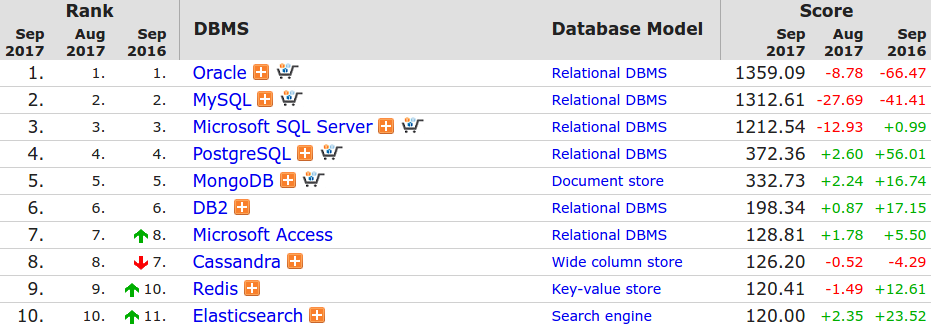 Rank Score
Sep Aug Sep DBMS Database Model Sep Aug Sep
2017 2017 2016 2017 2017 2016
1. 1. 1. Oracle Relational DBMS 1359.09 -8.78 -66.47
2. 2. 2. MySQL Relational DBMS 1312.61 -27.69 -41.41
3. 3. 3. Microsoft SQL Server Relational DBMS 1212.54 -12.93 +0.99
4. 4. 4. PostgreSQL Relational DBMS 372.36 +2.60 +56.01
5. 5. 5. MongoDB Document store 332.73 +2.24 +16.74
6. 6. 6. DB2 Relational DBMS 198.34 +0.87 +17.15
7. 7. 8. Microsoft Access Relational DBMS 128.81 +1.78 +5.50
8. 8. 7. Cassandra Wide column store 126.20 -0.52 -4.29
9. 9. 10. Redis Key-value store 120.41 -1.49 +12.61
10. 10. 11. Elasticsearch Search engine 120.00 +2.35 +23.52